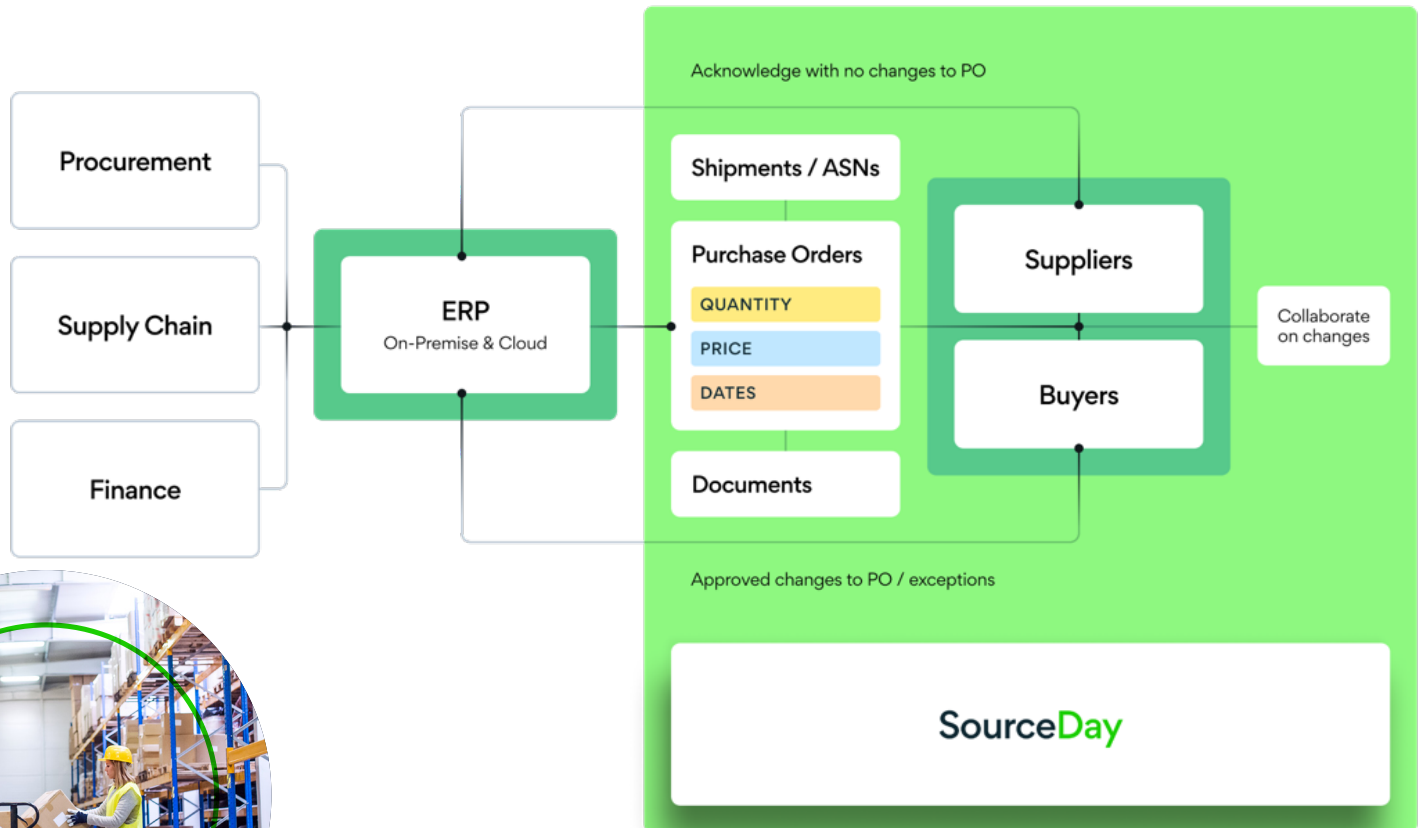 Acknowledge with no changes to PO
Procurement
Supply Chain
Finance
ERP
On-Premise & Cloud
Shipments / ASNs
Purchase Orders
QUANTITY
PRICE
DATES
Documents
Suppliers
Buyers
Collaborate
on changes
Approved changes to PO / exceptions
SourceDay